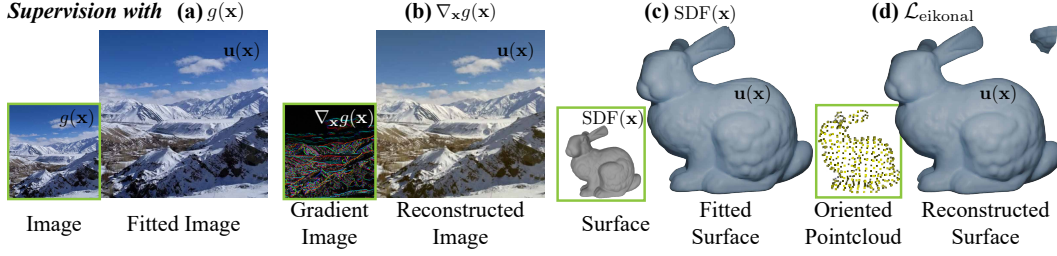 Supervision with (a) g(x) (b) ∇ₓg(x) (c) SDF(x) (d) ℒ_eikonal
u(x) u(x) u(x) u(x)
g(x) ∇ₓg(x) SDF(x)
Image Fitted Image Gradient Image Reconstructed Image Surface Fitted Surface Oriented Pointcloud Reconstructed Surface